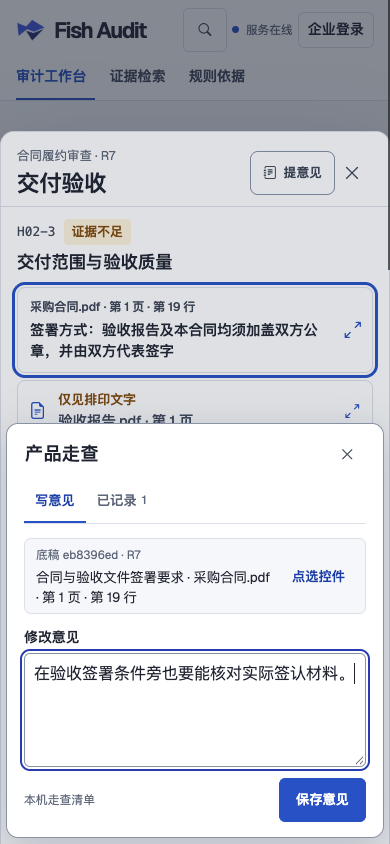 Fish Audit
服务在线
企业登录
审计工作台
证据检索
规则依据
合同履约审查 · R7
交付验收
提意见
H02-3
证据不足
交付范围与验收质量
采购合同.pdf · 第 1 页 · 第 19 行
签署方式：验收报告及本合同均须加盖双方公
章，并由双方代表签字
仅见排印文字
验收报告.pdf · 第 1 页
产品走查
写意见
已记录 1
底稿 eb8396ed · R7
合同与验收文件签署要求 · 采购合同.pdf
· 第 1 页 · 第 19 行
点选控件
修改意见
在验收签署条件旁也要能核对实际签认材料。
本机走查清单
保存意见